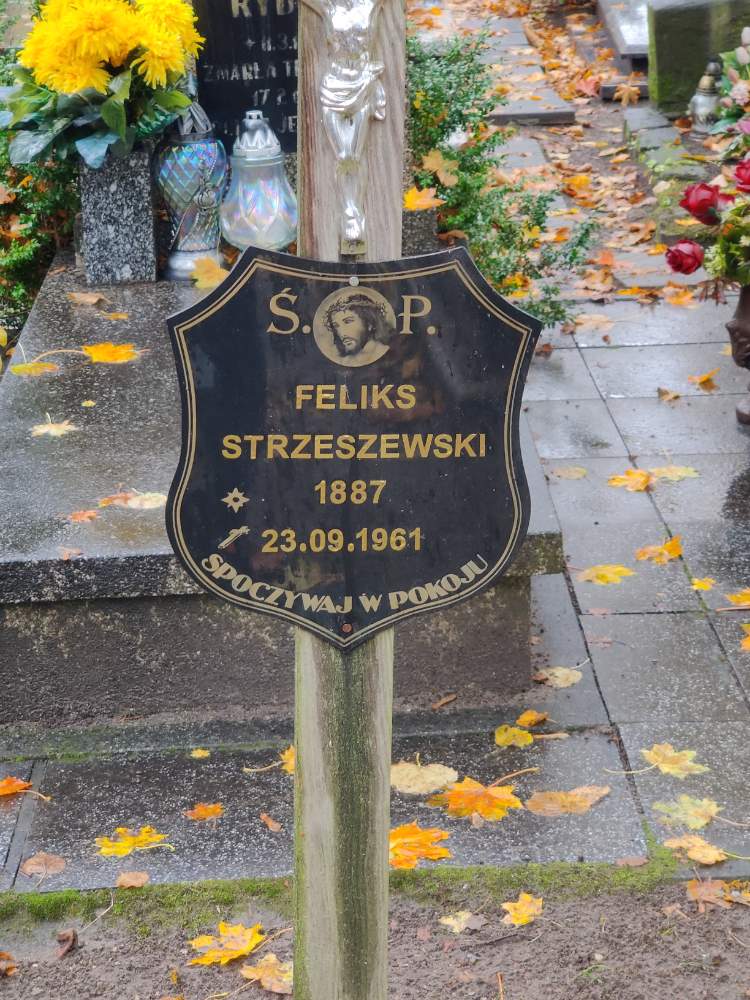 Ś. P.
FELIKS
STRZESZEWSKI
1887
23.09.1961
SPOCZYWAJ W POKOJU